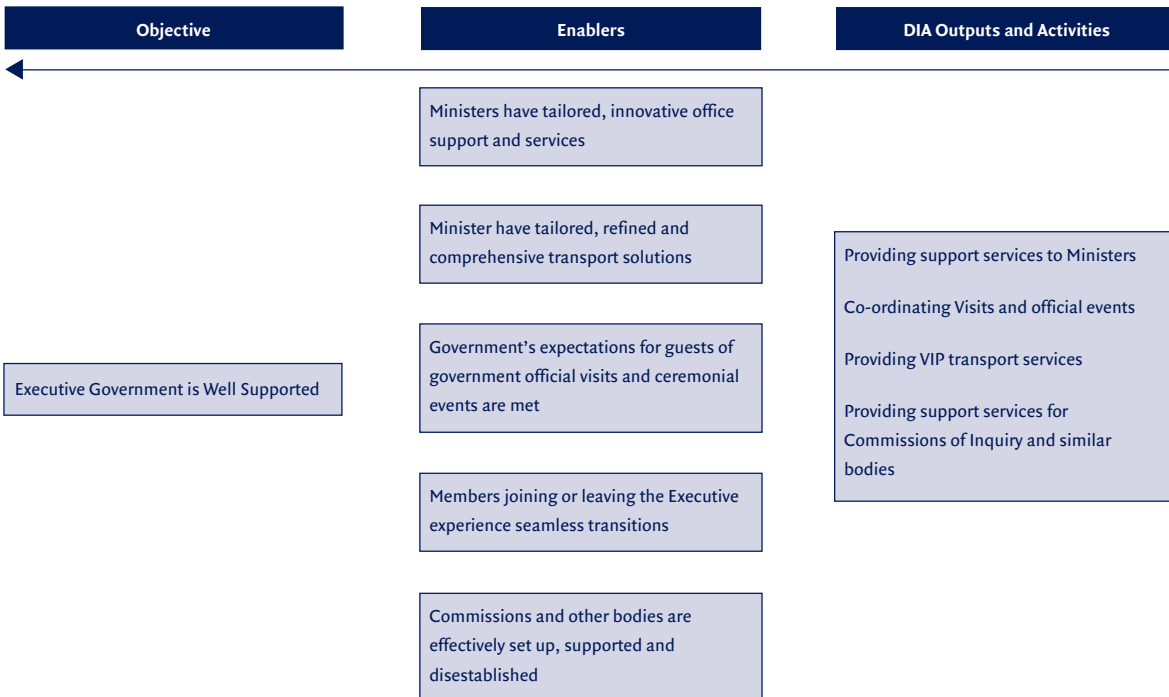 Objective
Enablers
DIA Outputs and Activities
Ministers have tailored, innovative office
support and services
Minister have tailored, refined and
comprehensive transport solutions
Government’s expectations for guests of
government official visits and ceremonial
events are met
Members joining or leaving the Executive
experience seamless transitions
Commissions and other bodies are
effectively set up, supported and
disestablished
Executive Government is Well Supported
Providing support services to Ministers
Co-ordinating Visits and official events
Providing VIP transport services
Providing support services for
Commissions of Inquiry and similar
bodies